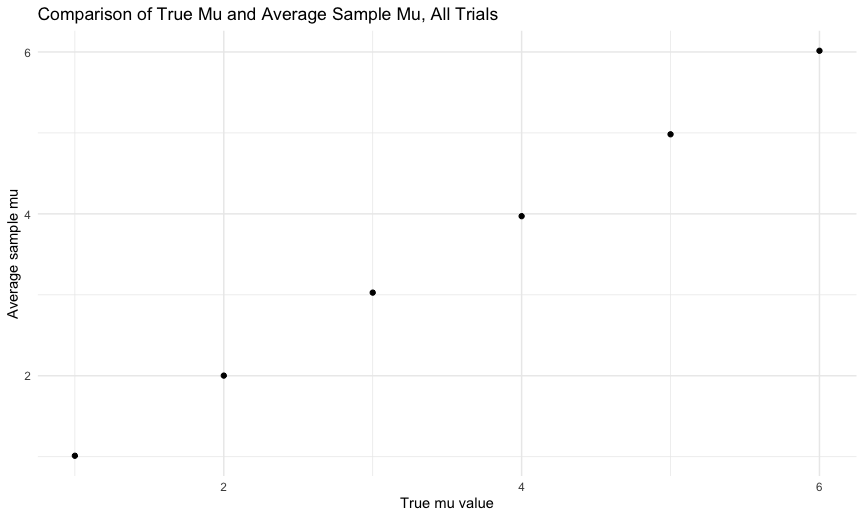 Comparison of True Mu and Average Sample Mu, All Trials
Average sample mu
6
4
2
2 4 6
True mu value